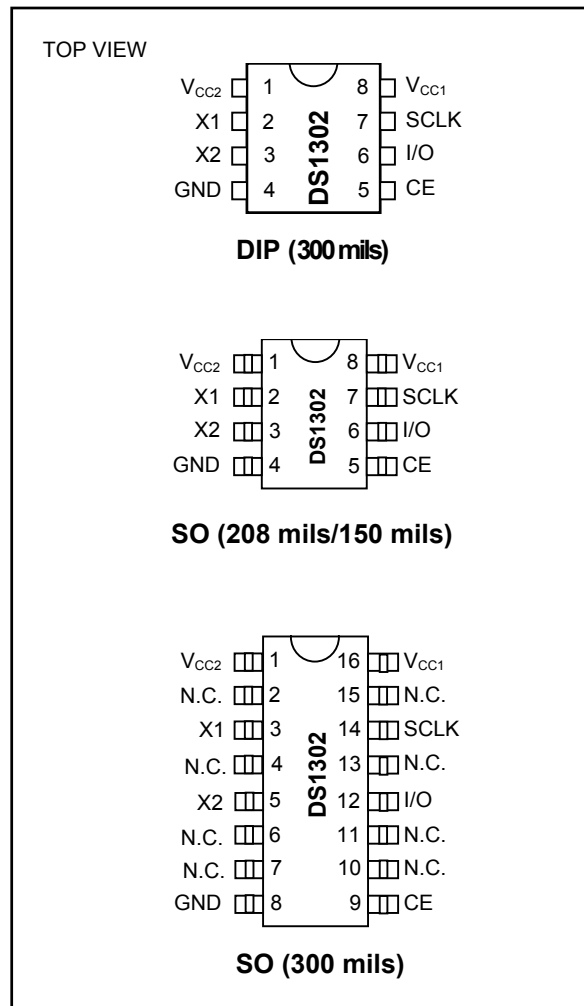 TOP VIEW
VCC2 1 8 VCC1
X1 2 7 SCLK
X2 3 6 I/O
GND 4 5 CE
DS1302
DIP (300 mils)
VCC2 1 8 VCC1
X1 2 7 SCLK
X2 3 6 I/O
GND 4 5 CE
DS1302
SO (208 mils/150 mils)
VCC2 1 16 VCC1
N.C. 2 15 N.C.
X1 3 14 SCLK
N.C. 4 13 N.C.
X2 5 12 I/O
N.C. 6 11 N.C.
N.C. 7 10 N.C.
GND 8 9 CE
DS1302
SO (300 mils)